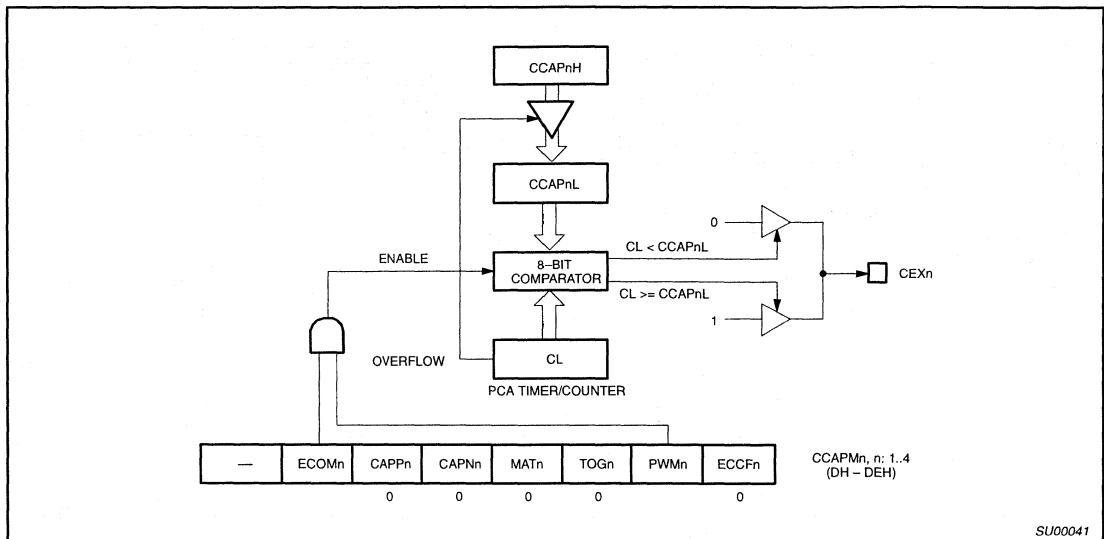 CCAPnH
CCAPnL
0
CL < CCAPnL
ENABLE
8–BIT
COMPARATOR
CEXn
CL >= CCAPnL
1
OVERFLOW
CL
PCA TIMER/COUNTER
— ECOMn CAPPn CAPNn MATn TOGn PWMn ECCFn
CCAPMn, n: 1..4
(DH – DEH)
0 0 0 0 0
SU00041